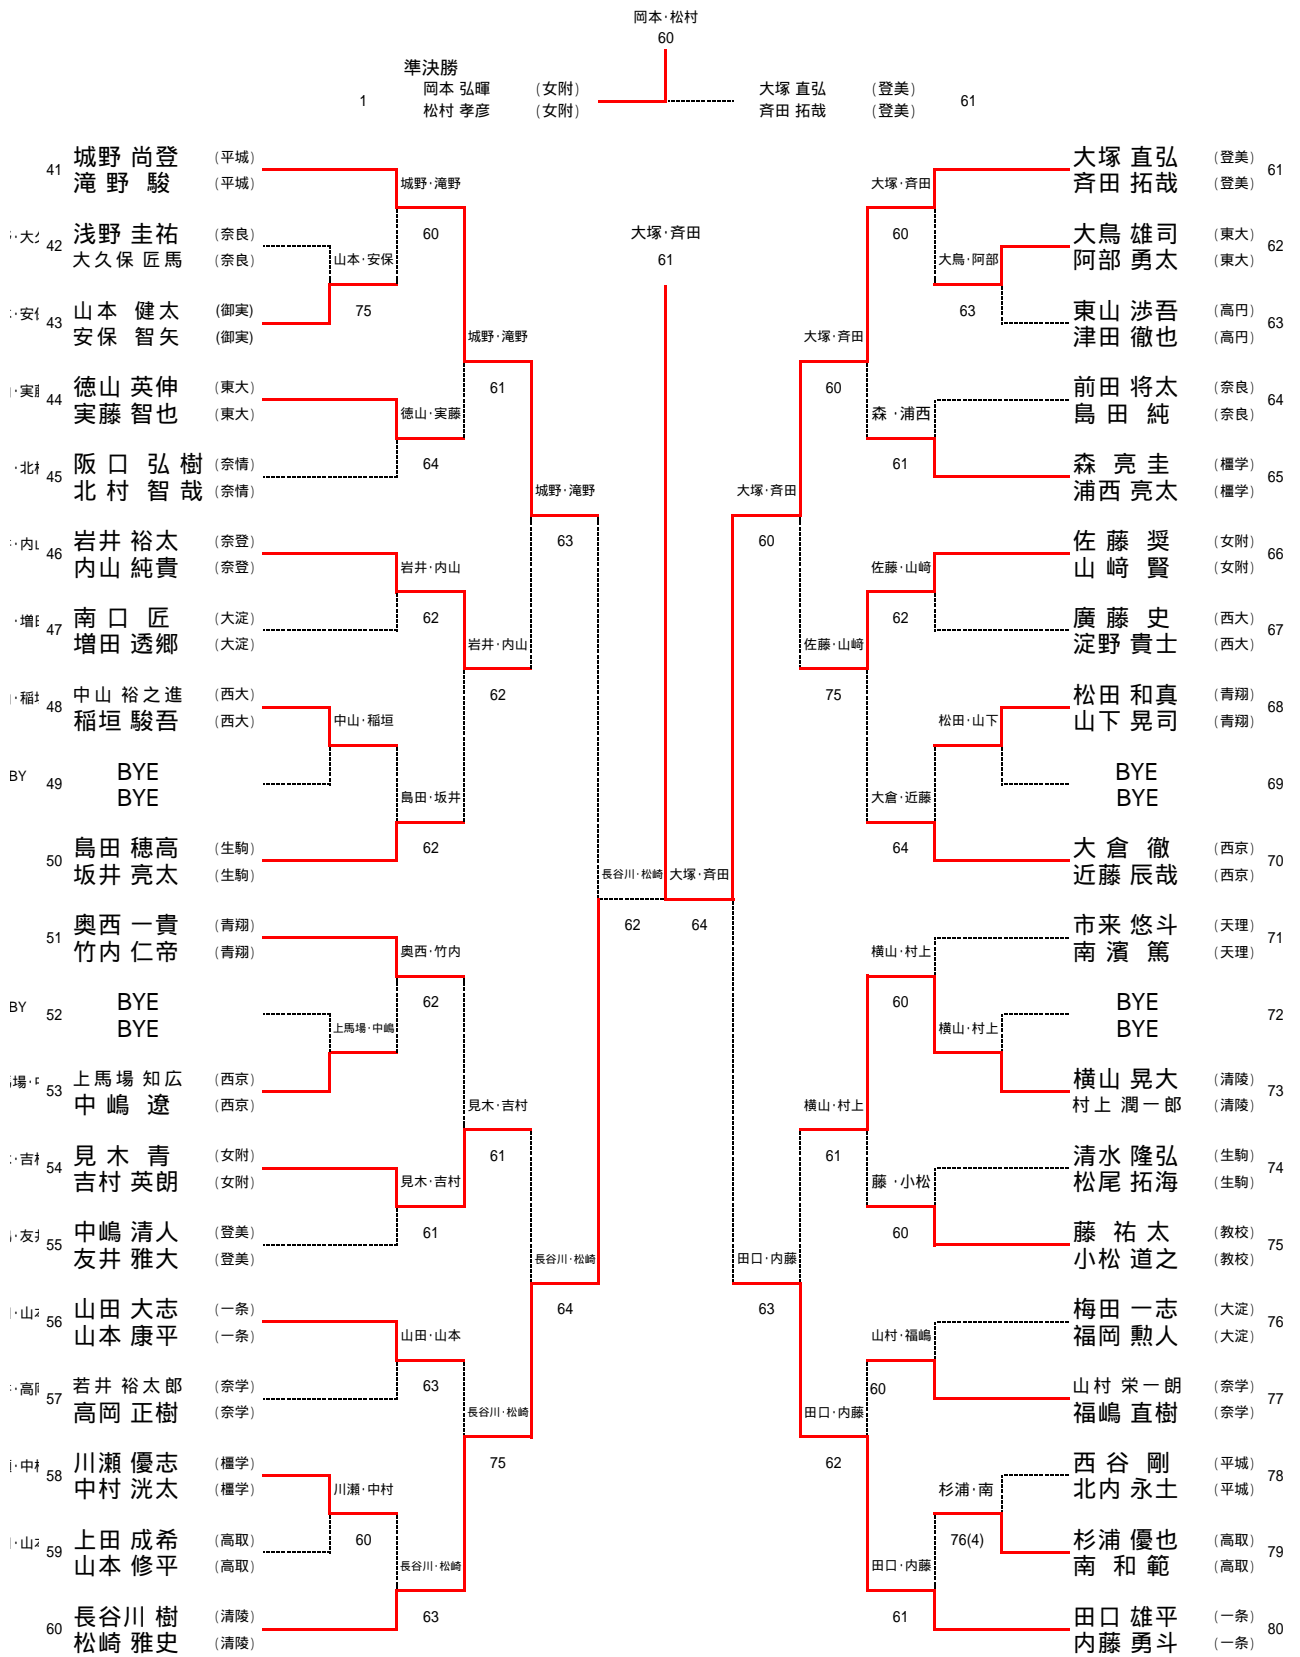 岡本・松村
60
準決勝
1 岡本 弘暉 (女附) 大塚 直弘 (登美) 61
松村 孝彦 (女附) 斉田 拓哉 (登美)
大塚・斉田
61
41 城野 尚登 (平城)
滝野 駿 (平城)
42 浅野 圭祐 (奈良)
大久保 匠馬 (奈良)
43 山本 健太 (御実)
安保 智矢 (御実)
44 徳山 英伸 (東大)
実藤 智也 (東大)
45 阪口 弘樹 (奈情)
北村 智哉 (奈情)
46 岩井 裕太 (奈登)
内山 純貴 (奈登)
47 南口 匠 (大淀)
増田 透郷 (大淀)
48 中山 裕之進 (西大)
稲垣 駿吾 (西大)
BY 49 BYE
BYE
50 島田 穂高 (生駒)
坂井 亮太 (生駒)
51 奥西 一貴 (青翔)
竹内 仁帝 (青翔)
BY 52 BYE
BYE
53 上馬場 知広 (西京)
中嶋 遼 (西京)
54 見木 青 (女附)
吉村 英朗 (女附)
55 中嶋 清人 (登美)
友井 雅大 (登美)
56 山田 大志 (一条)
山本 康平 (一条)
57 若井 裕太郎 (奈学)
高岡 正樹 (奈学)
58 川瀬 優志 (橿学)
中村 洸太 (橿学)
59 上田 成希 (高取)
山本 修平 (高取)
60 長谷川 樹 (清陵)
松崎 雅史 (清陵)
城野・滝野
60
山本・安保
75
城野・滝野
61
徳山・実藤
64
城野・滝野
63
岩井・内山
62
岩井・内山
62
中山・稲垣
島田・坂井
62
長谷川・松崎
62
奥西・竹内
62
上馬場・中嶋
見木・吉村
61
見木・吉村
61
長谷川・松崎
64
山田・山本
63
長谷川・松崎
75
川瀬・中村
60
長谷川・松崎
63
大塚・斉田
64
大塚・斉田
60
大鳥・阿部
63
大塚・斉田
60
森・浦西
61
大塚・斉田
60
佐藤・山﨑
62
佐藤・山﨑
75
松田・山下
大倉・近藤
64
横山・村上
60
横山・村上
横山・村上
61
藤・小松
60
田口・内藤
63
山村・福嶋
60
田口・内藤
62
杉浦・南
76(4)
田口・内藤
61
大塚 直弘 (登美) 61
斉田 拓哉 (登美)
大鳥 雄司 (東大) 62
阿部 勇太 (東大)
東山 渉吾 (高円) 63
津田 徹也 (高円)
前田 将太 (奈良) 64
島田 純 (奈良)
森 亮圭 (橿学) 65
浦西 亮太 (橿学)
佐藤 奨 (女附) 66
山﨑 賢 (女附)
廣藤 史 (西大) 67
淀野 貴士 (西大)
松田 和真 (青翔) 68
山下 晃司 (青翔)
BYE 69
BYE
大倉 徹 (西京) 70
近藤 辰哉 (西京)
市来 悠斗 (天理) 71
南濱 篤 (天理)
BYE 72
BYE
横山 晃大 (清陵) 73
村上 潤一郎 (清陵)
清水 隆弘 (生駒) 74
松尾 拓海 (生駒)
藤 祐太 (教校) 75
小松 道之 (教校)
梅田 一志 (大淀) 76
福岡 勲人 (大淀)
山村 栄一朗 (奈学) 77
福嶋 直樹 (奈学)
西谷 剛 (平城) 78
北内 永土 (平城)
杉浦 優也 (高取) 79
南 和範 (高取)
田口 雄平 (一条) 80
内藤 勇斗 (一条)